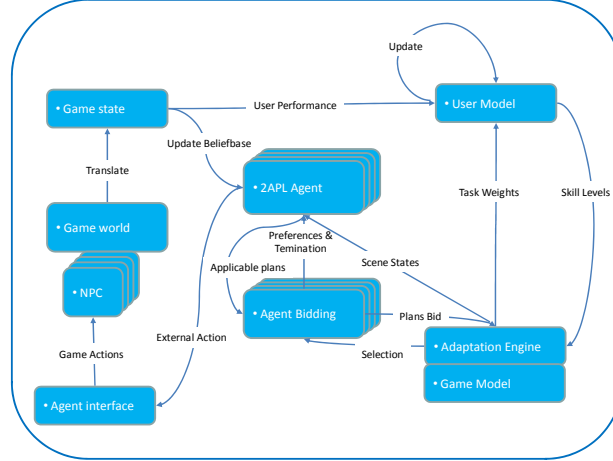 Update
• Game state
User Performance
• User Model
Update Beliefbase
Translate
• 2APL Agent
Task Weights
Skill Levels
• Game world
Preferences &
Temination
Applicable plans
Scene States
• NPC
• Agent Bidding
Plans Bid
External Action
Game Actions
Selection
• Adaptation Engine
• Game Model
• Agent interface